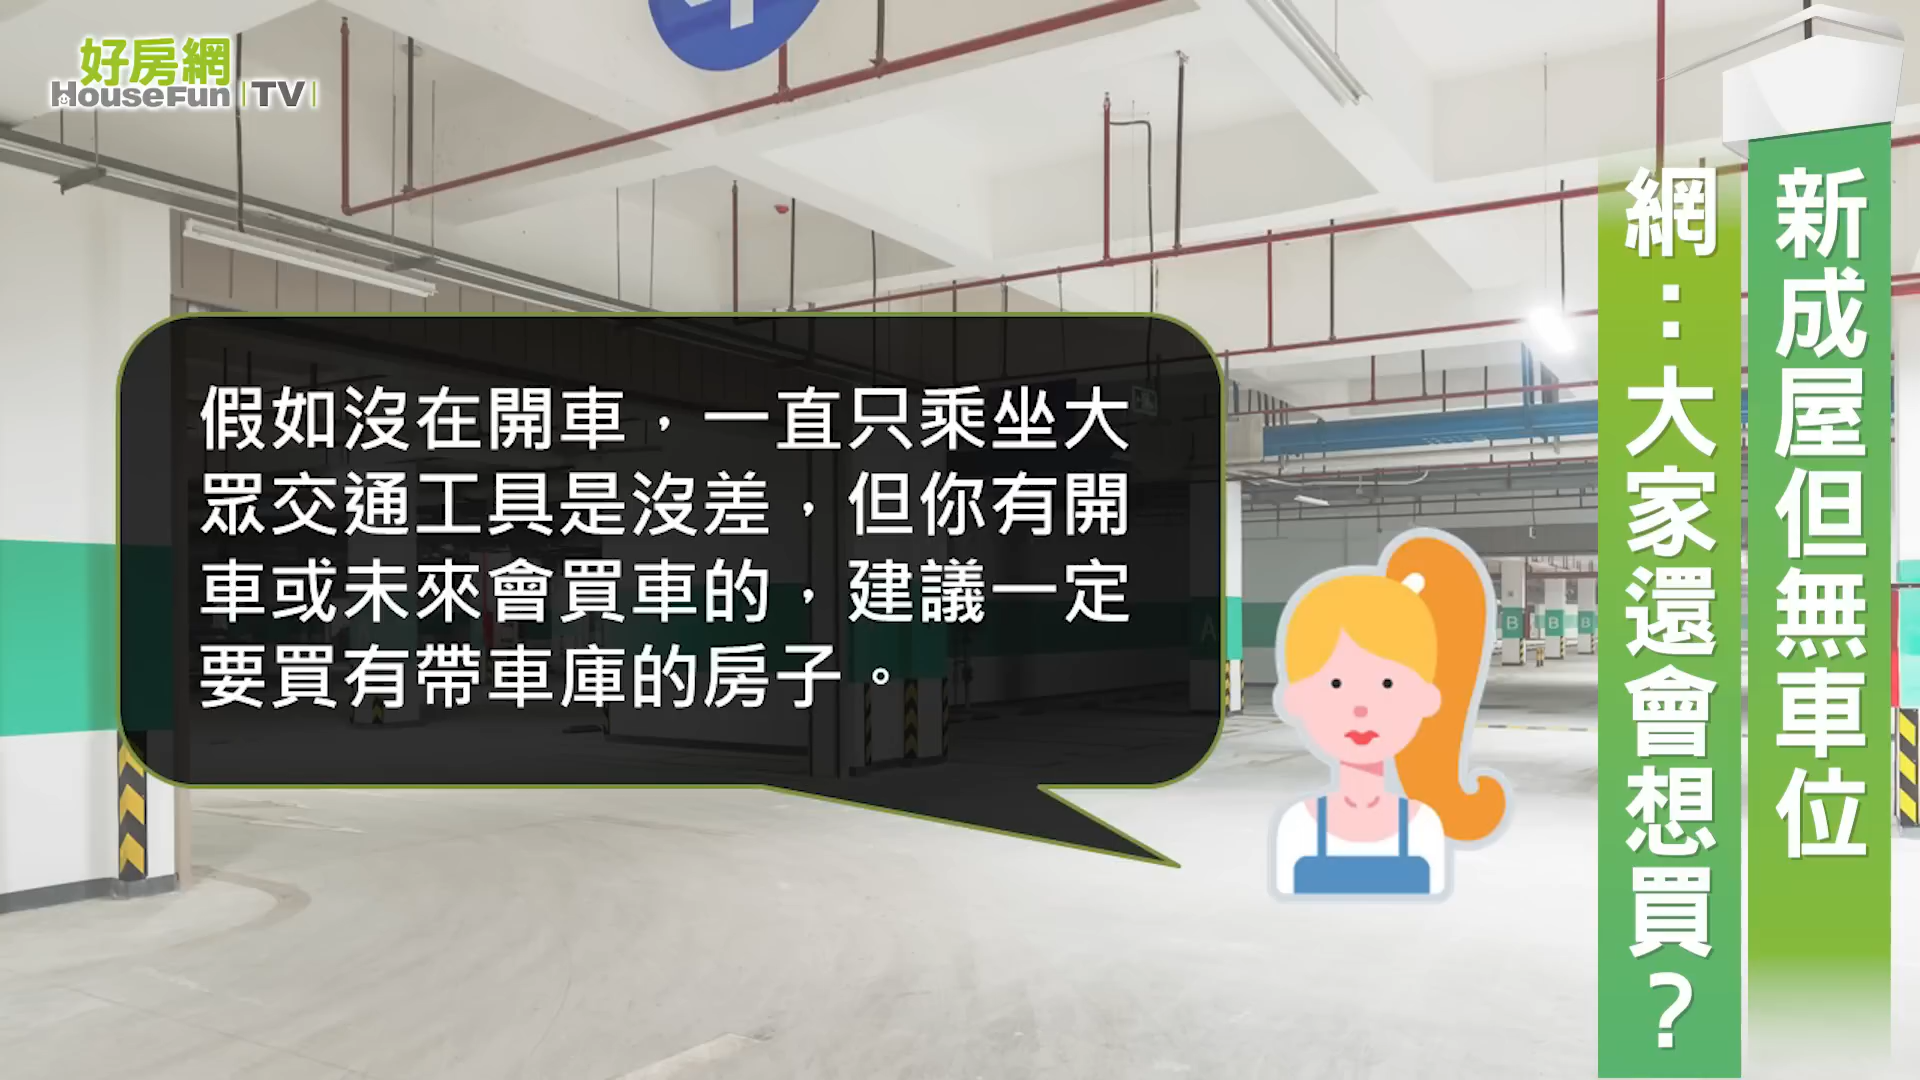 好房網
HouseFun TV
新成屋但無車位
網：大家還會想買？
假如沒在開車，一直只乘坐大
眾交通工具是沒差，但你有開
車或未來會買車的，建議一定
要買有帶車庫的房子。
A
B
B
B